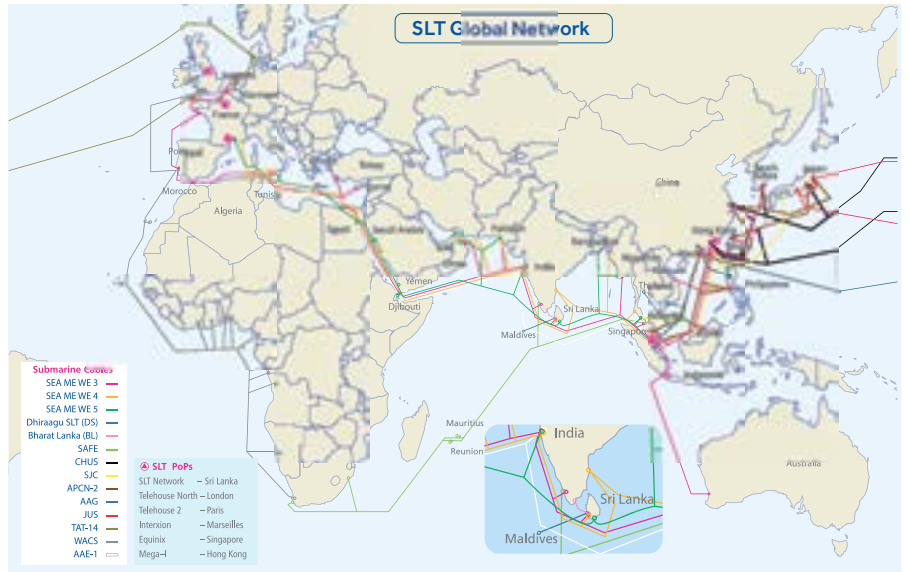 SLT Global Network
France
Portugal
Morocco
Tunisia
Algeria
Egypt
Saudi Arabia
Oman
Pakistan
India
China
Hong Kong
Yemen
Djibouti
Sri Lanka
Maldives
Singapore
Mauritius
Reunion
Australia
Submarine Cables
SEA ME WE 3
SEA ME WE 4
SEA ME WE 5
Dhiraagu SLT (DS)
Bharat Lanka (BL)
SAFE
CHUS
SJC
APCN-2
AAG
JUS
TAT-14
WACS
AAE-1
SLT PoPs
SLT Network – Sri Lanka
Telehouse North – London
Telehouse 2 – Paris
Interxion – Marseilles
Equinix – Singapore
Mega-I – Hong Kong
India
Sri Lanka
Maldives